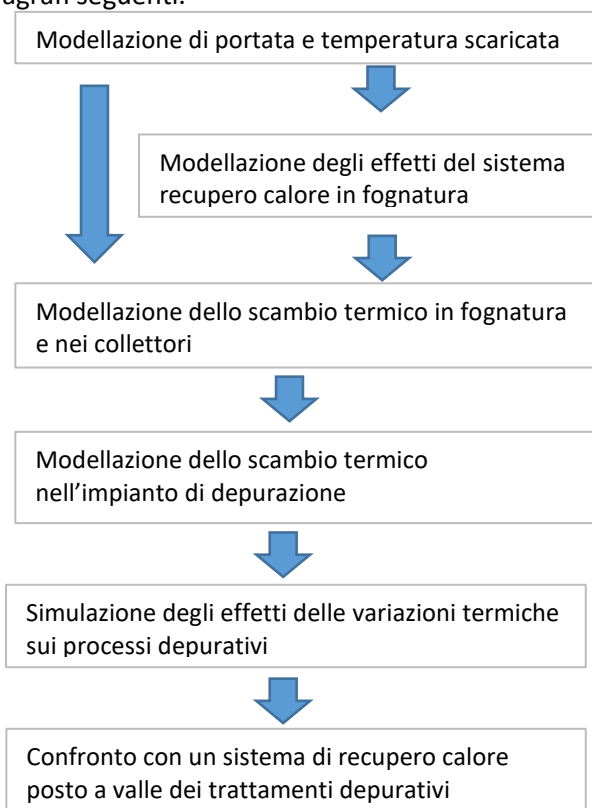 seguenti.
Modellazione di portata e temperatura scaricata
Modellazione degli effetti del sistema
recupero calore in fognatura
Modellazione dello scambio termico in fognatura
e nei collettori
Modellazione dello scambio termico
nell'impianto di depurazione
Simulazione degli effetti delle variazioni termiche
sui processi depurativi
Confronto con un sistema di recupero calore
posto a valle dei trattamenti depurativi